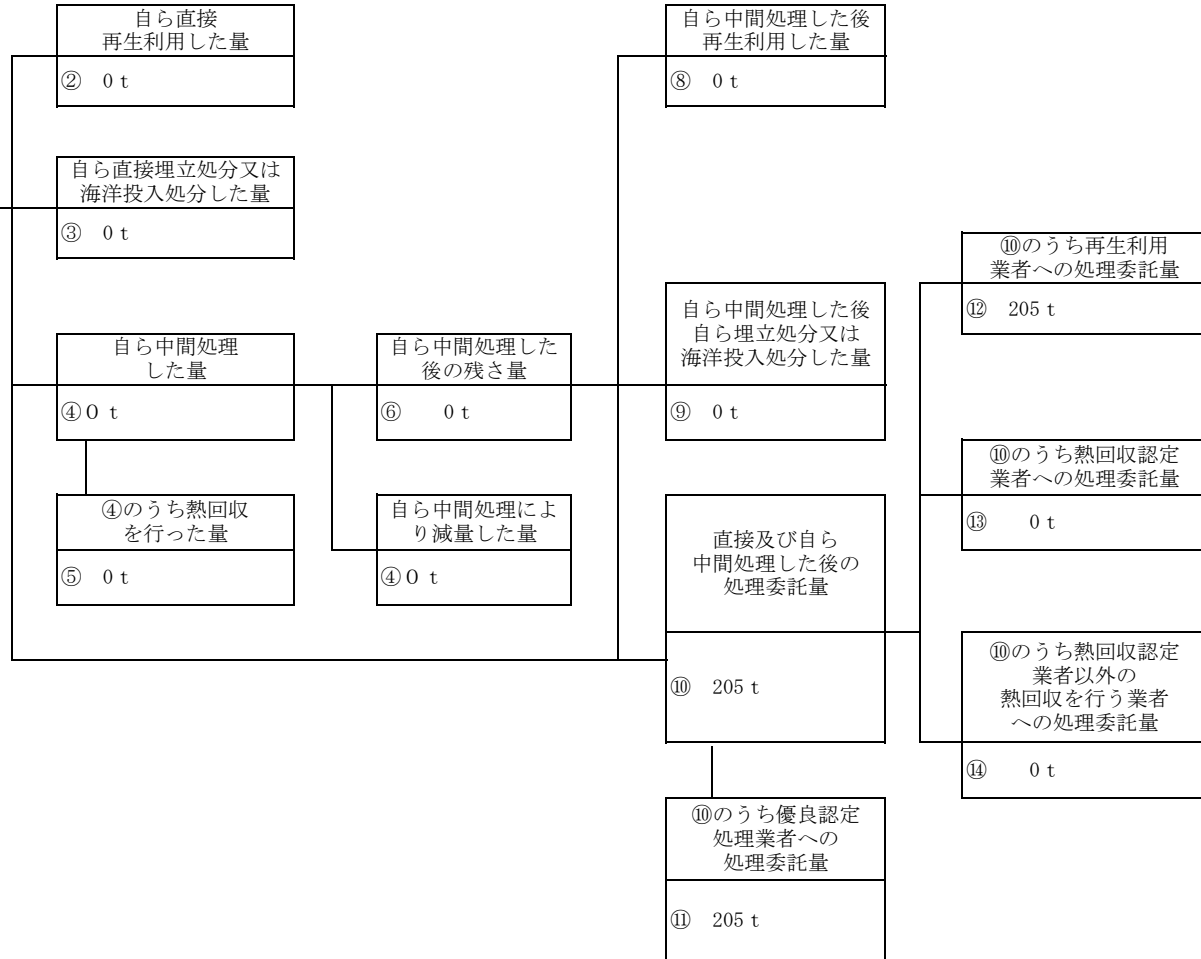 自ら直接
再生利用した量
② 0 t
自ら直接埋立処分又は
海洋投入処分した量
③ 0 t
自ら中間処理
した量
④0 t
④のうち熱回収
を行った量
⑤ 0 t
自ら中間処理した
後の残さ量
⑥ 0 t
自ら中間処理によ
り減量した量
④0 t
自ら中間処理した後
再生利用した量
⑧ 0 t
自ら中間処理した後
自ら埋立処分又は
海洋投入処分した量
⑨ 0 t
直接及び自ら
中間処理した後の
処理委託量
⑩ 205 t
⑩のうち優良認定
処理業者への
処理委託量
⑪ 205 t
⑩のうち再生利用
業者への処理委託量
⑫ 205 t
⑩のうち熱回収認定
業者への処理委託量
⑬ 0 t
⑩のうち熱回収認定
業者以外の
熱回収を行う業者
への処理委託量
⑭ 0 t